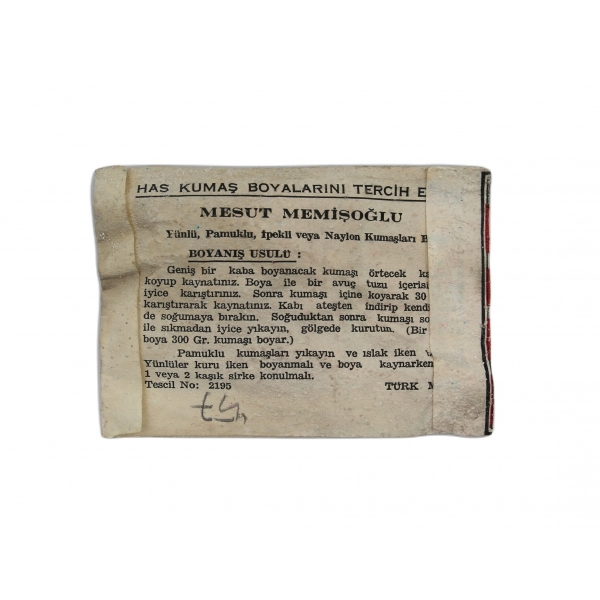 HAS KUMAŞ BOYALARINI TERCİH E
MESUT MEMİŞOĞLU
Yünlü, Pamuklu, İpekli veya Naylon Kumaşları B
BOYANIŞ USULÜ :
Geniş bir kaba boyanacak kumaşı örtecek ka
koyup kaynatınız. Boya ile bir avuç tuzu içerisi
iyice karıştırınız. Sonra kumaşı içine koyarak 30
karıştırarak kaynatınız. Kabı ateşten indirip kendi
de soğumaya bırakın. Soğuduktan sonra kumaşı so
ile sıkmadan iyice yıkayın, gölgede kurutun. (Bir
boya 300 Gr. kumaşı boyar.)
Pamuklu kumaşları yıkayın ve ıslak iken
Yünlüler kuru iken boyanmalı ve boya kaynarken
1 veya 2 kaşık sirke konulmalı.
Tescil No: 2195 TÜRK M